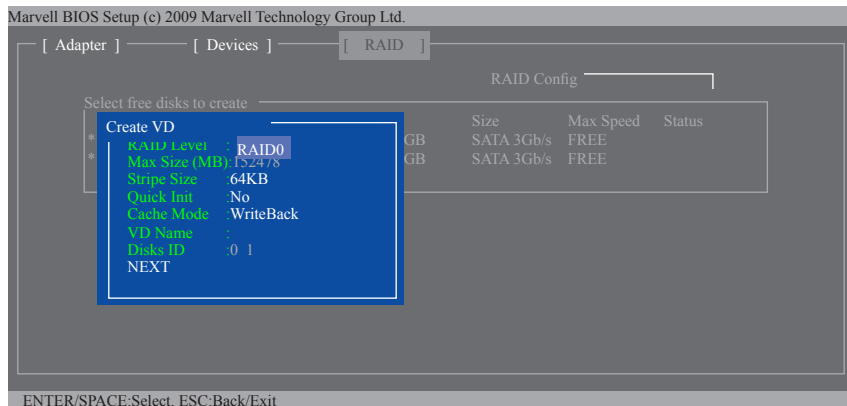 Marvell BIOS Setup (c) 2009 Marvell Technology Group Ltd.
[ Adapter ] [ Devices ] [ RAID ]
RAID Config
Select free disks to create
Size Max Speed Status
* GB SATA 3Gb/s FREE
* GB SATA 3Gb/s FREE
Create VD
RAID Level : RAID0
Max Size (MB):152478
Stripe Size :64KB
Quick Init :No
Cache Mode :WriteBack
VD Name :
Disks ID :0 1
NEXT
ENTER/SPACE:Select, ESC:Back/Exit